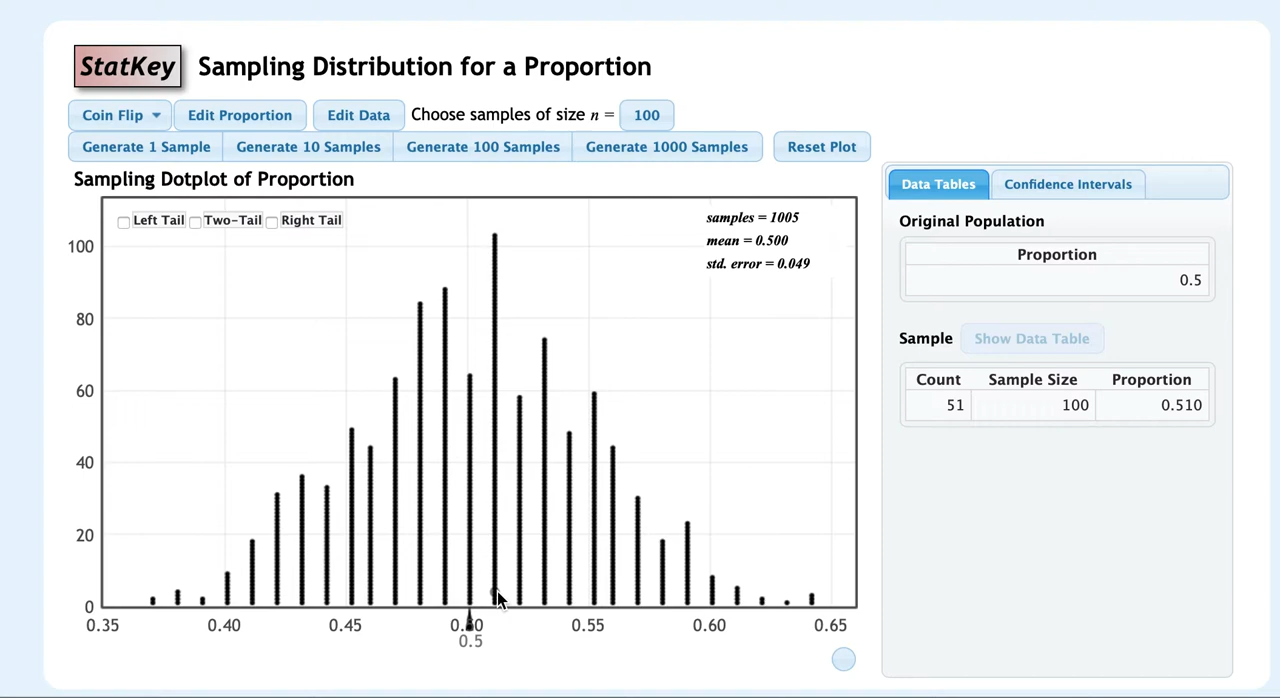 StatKey Sampling Distribution for a Proportion
Coin Flip Edit Proportion Edit Data Choose samples of size n = 100
Generate 1 Sample Generate 10 Samples Generate 100 Samples Generate 1000 Samples Reset Plot
Sampling Dotplot of Proportion
Left Tail Two-Tail Right Tail
samples = 1005
mean = 0.500
std. error = 0.049
100
80
60
40
20
0
0.35 0.40 0.45 0.50 0.55 0.60 0.65
0.5
Data Tables Confidence Intervals
Original Population
Proportion
0.5
Sample Show Data Table
Count Sample Size Proportion
51 100 0.510